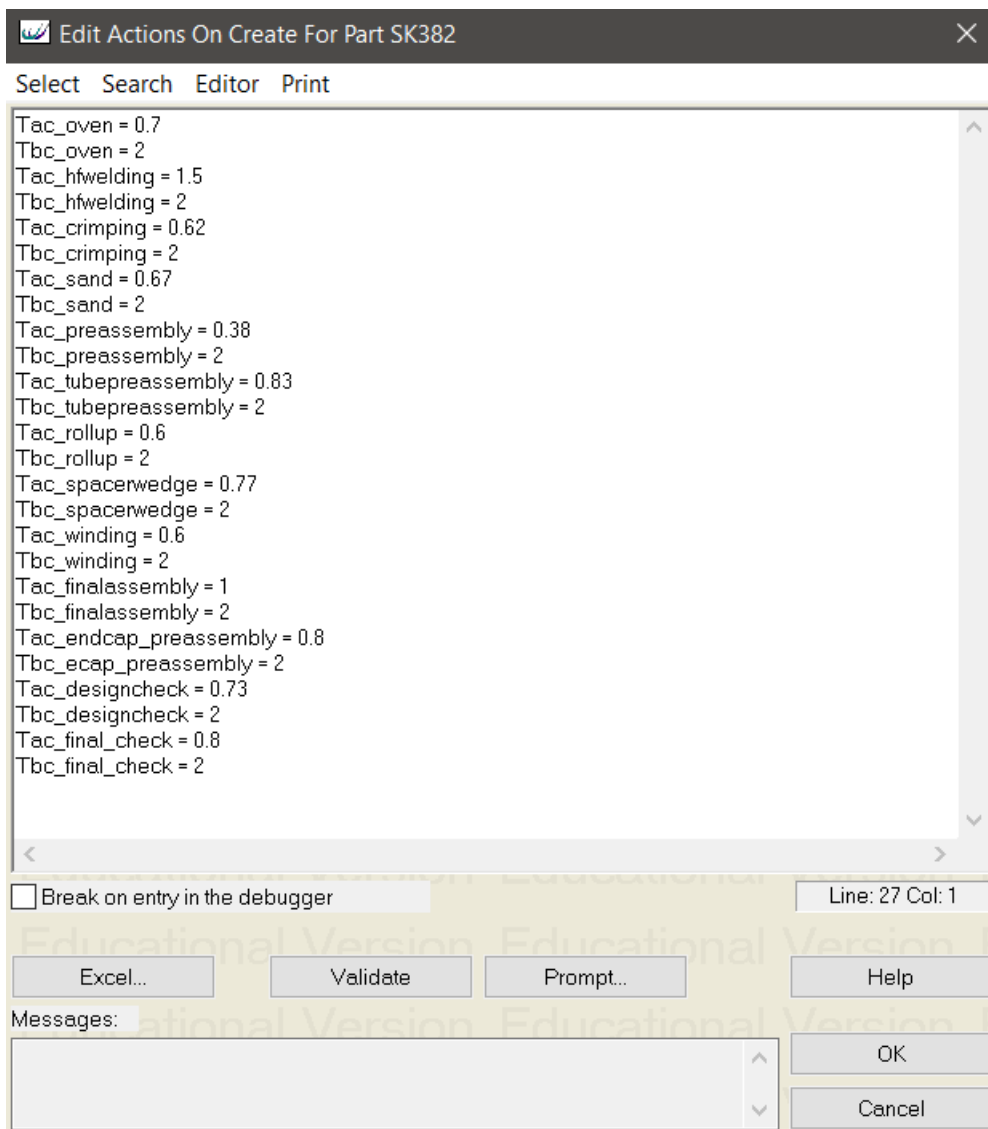 Edit Actions On Create For Part SK382
Select Search Editor Print
Tac_oven = 0.7
Tbc_oven = 2
Tac_hfwelding = 1.5
Tbc_hfwelding = 2
Tac_crimping = 0.62
Tbc_crimping = 2
Tac_sand = 0.67
Tbc_sand = 2
Tac_preassembly = 0.38
Tbc_preassembly = 2
Tac_tubepreassembly = 0.83
Tbc_tubepreassembly = 2
Tac_rollup = 0.6
Tbc_rollup = 2
Tac_spacerwedge = 0.77
Tbc_spacerwedge = 2
Tac_winding = 0.6
Tbc_winding = 2
Tac_finalassembly = 1
Tbc_finalassembly = 2
Tac_endcap_preassembly = 0.8
Tbc_ecap_preassembly = 2
Tac_designcheck = 0.73
Tbc_designcheck = 2
Tac_final_check = 0.8
Tbc_final_check = 2
Break on entry in the debugger Line: 27 Col: 1
Educational Version Educational Version
Excel... Validate Prompt... Help
Messages:
OK
Cancel